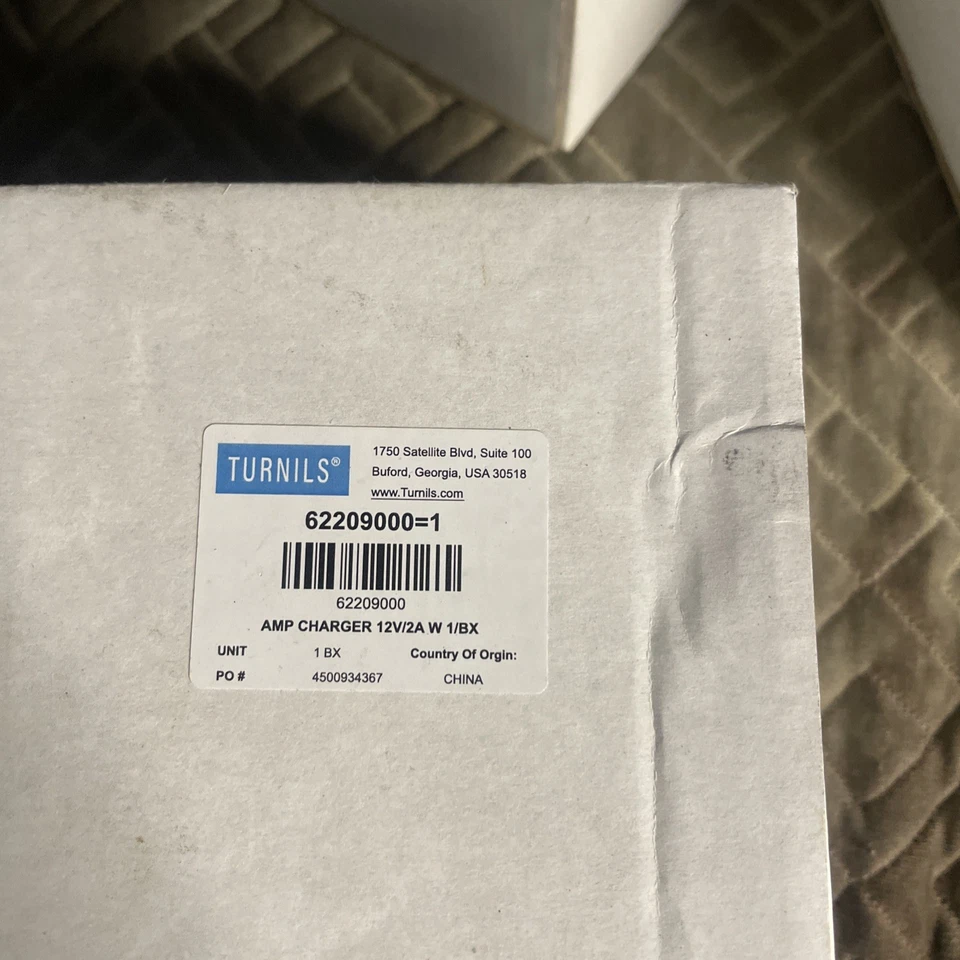 TURNILS®
1750 Satellite Blvd, Suite 100
Buford, Georgia, USA 30518
www.Turnils.com
62209000=1
62209000
AMP CHARGER 12V/2A W 1/BX
UNIT 1 BX Country Of Orgin:
PO # 4500934367 CHINA